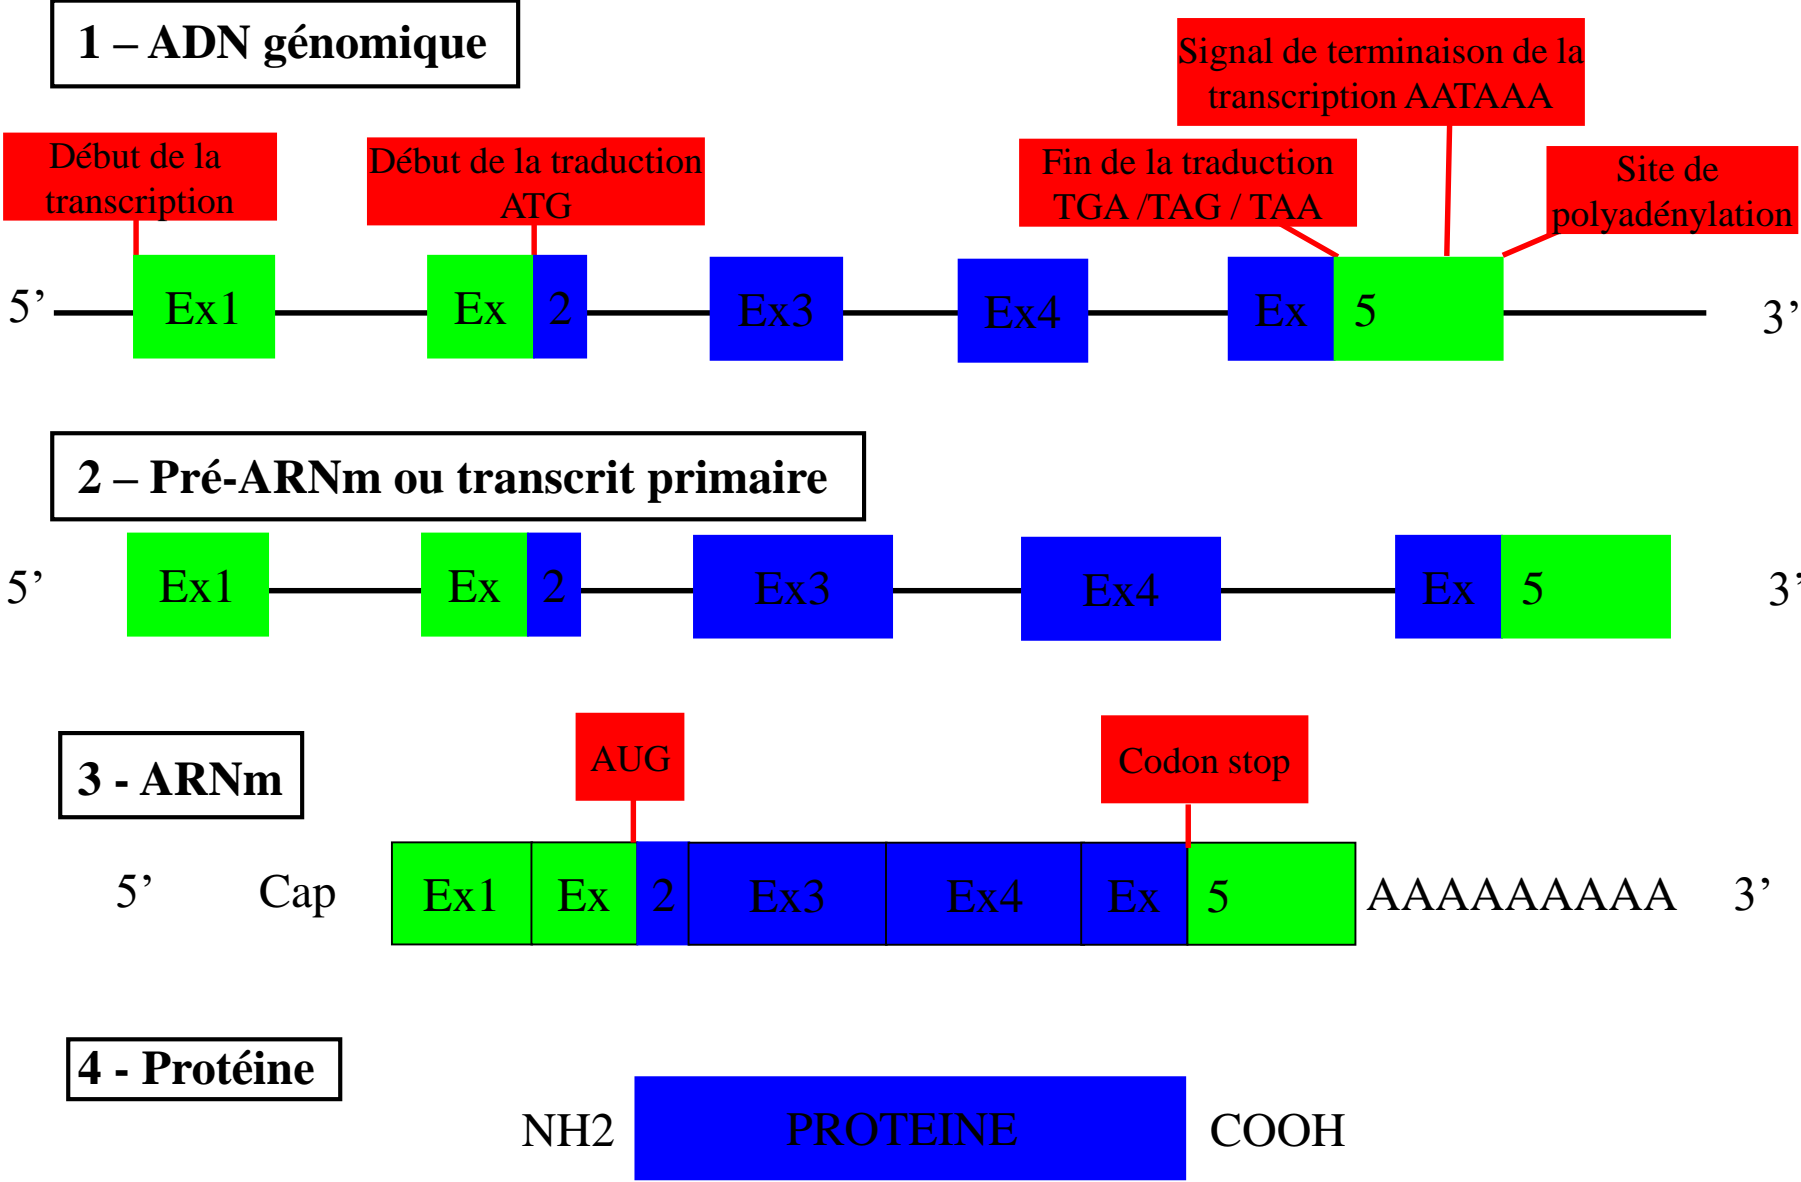 1 – ADN génomique
Signal de terminaison de la
transcription AATAAA
Début de la
transcription
Début de la traduction
ATG
Fin de la traduction
TGA /TAG / TAA
Site de
polyadénylation
5’ Ex1 Ex 2 Ex3 Ex4 Ex 5 3’
2 – Pré-ARNm ou transcrit primaire
5’ Ex1 Ex 2 Ex3 Ex4 Ex 5 3’
3 - ARNm
AUG
Codon stop
5’ Cap Ex1 Ex 2 Ex3 Ex4 Ex 5 AAAAAAAAA 3’
4 - Protéine
NH2 PROTEINE COOH